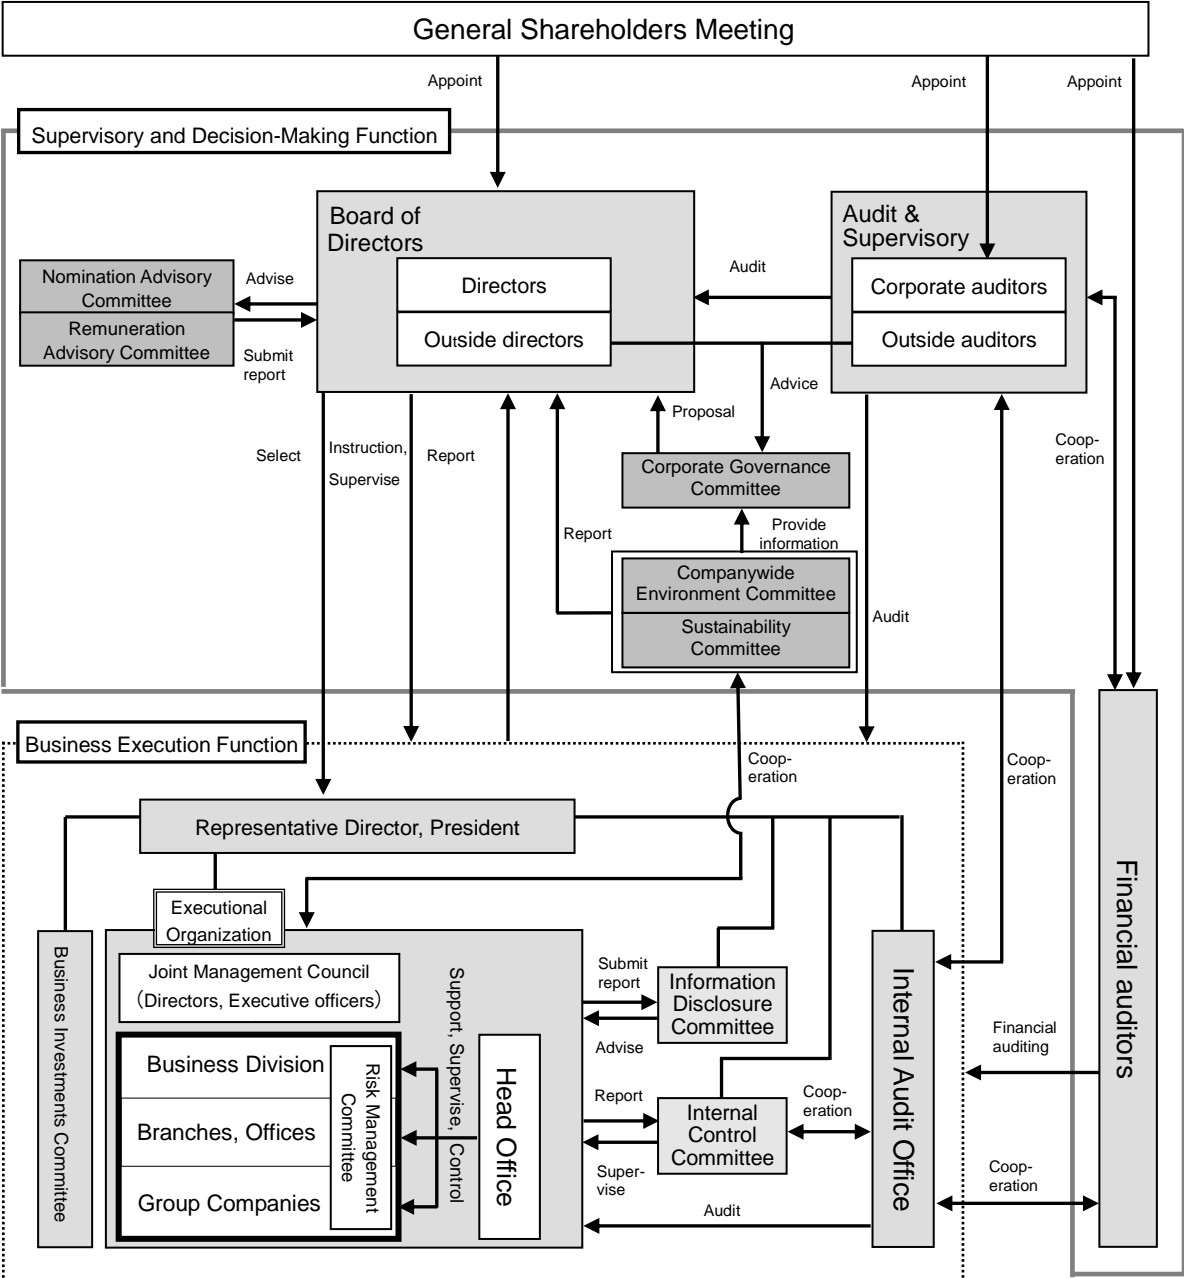 General Shareholders Meeting
Appoint
Appoint
Appoint
Supervisory and Decision-Making Function
Board of
Directors
Directors
Outside directors
Audit &
Supervisory
Corporate auditors
Outside auditors
Nomination Advisory
Committee
Remuneration
Advisory Committee
Advise
Submit
report
Audit
Advice
Proposal
Select
Instruction,
Supervise
Report
Coop-
eration
Corporate Governance
Committee
Report
Provide
information
Companywide
Environment Committee
Sustainability
Committee
Audit
Business Execution Function
Coop-
eration
Coop-
eration
Representative Director, President
Executional
Organization
Joint Management Council
（Directors, Executive officers）
Business Investments Committee
Business Division
Branches, Offices
Group Companies
Risk Management
Committee
Support, Supervise, Control
Head Office
Submit
report
Advise
Information
Disclosure
Committee
Report
Super-
vise
Internal
Control
Committee
Coop-
eration
Audit
Internal Audit Office
Financial
auditing
Coop-
eration
Financial auditors